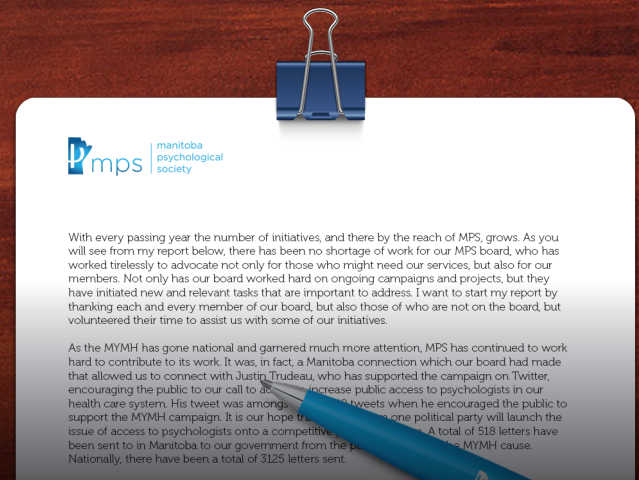 mps
manitoba
psychological
society
With every passing year the number of initiatives, and there by the reach of MPS, grows. As you
will see from my report below, there has been no shortage of work for our MPS board, who has
worked tirelessly to advocate not only for those who might need our services, but also for our
members. Not only has our board worked hard on ongoing campaigns and projects, but they
have initiated new and relevant tasks that are important to address. I want to start my report by
thanking each and every member of our board, but also those of who are not on the board, but
volunteered their time to assist us with some of our initiatives.
As the MYMH has gone national and garnered much more attention, MPS has continued to work
hard to contribute to its work. It was, in fact, a Manitoba connection which our board had made
that allowed us to connect with Justin Trudeau, who has supported the campaign on Twitter,
encouraging the public to our call to increase public access to psychologists in our
health care system. His tweet was amongst tweets when he encouraged the public to
support the MYMH campaign. It is our hope one political party will launch the
issue of access to psychologists onto a competitive A total of 518 letters have
been sent to in Manitoba to our government from the MYMH cause.
Nationally, there have been a total of 3125 letters sent.